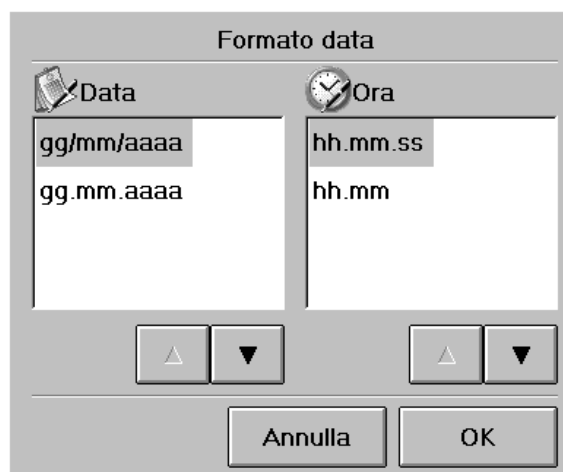 Formato data
Data
Ora
gg/mm/aaaa
hh.mm.ss
gg.mm.aaaa
hh.mm
Annulla
OK